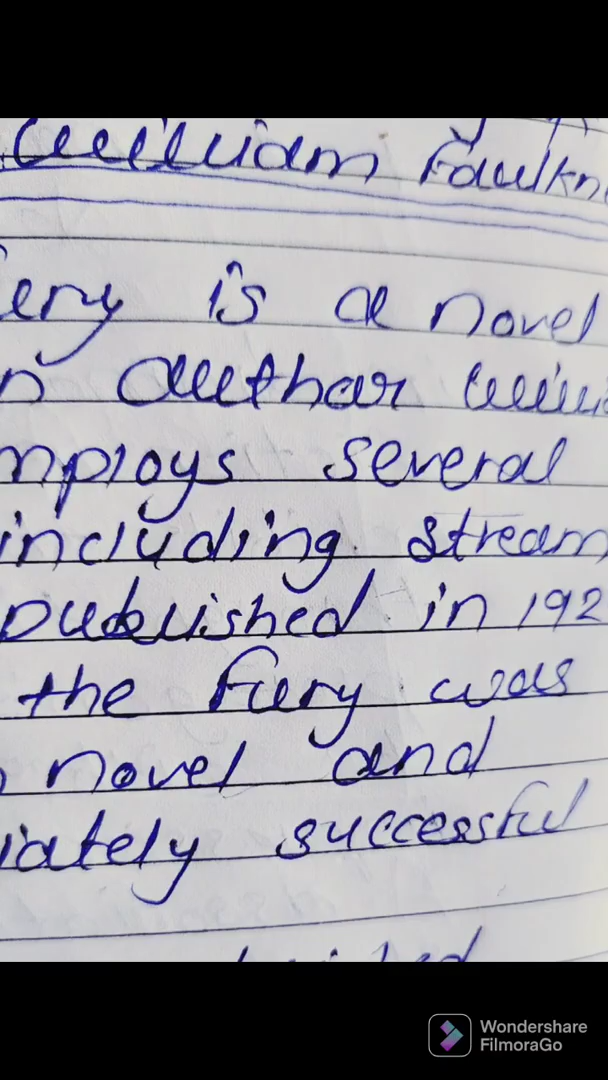 William Faulkn
ery is a novel
n author Willi
mploys several
including stream
published in 192
the Fury was
novel and
iately successful
Wondershare
FilmoraGo